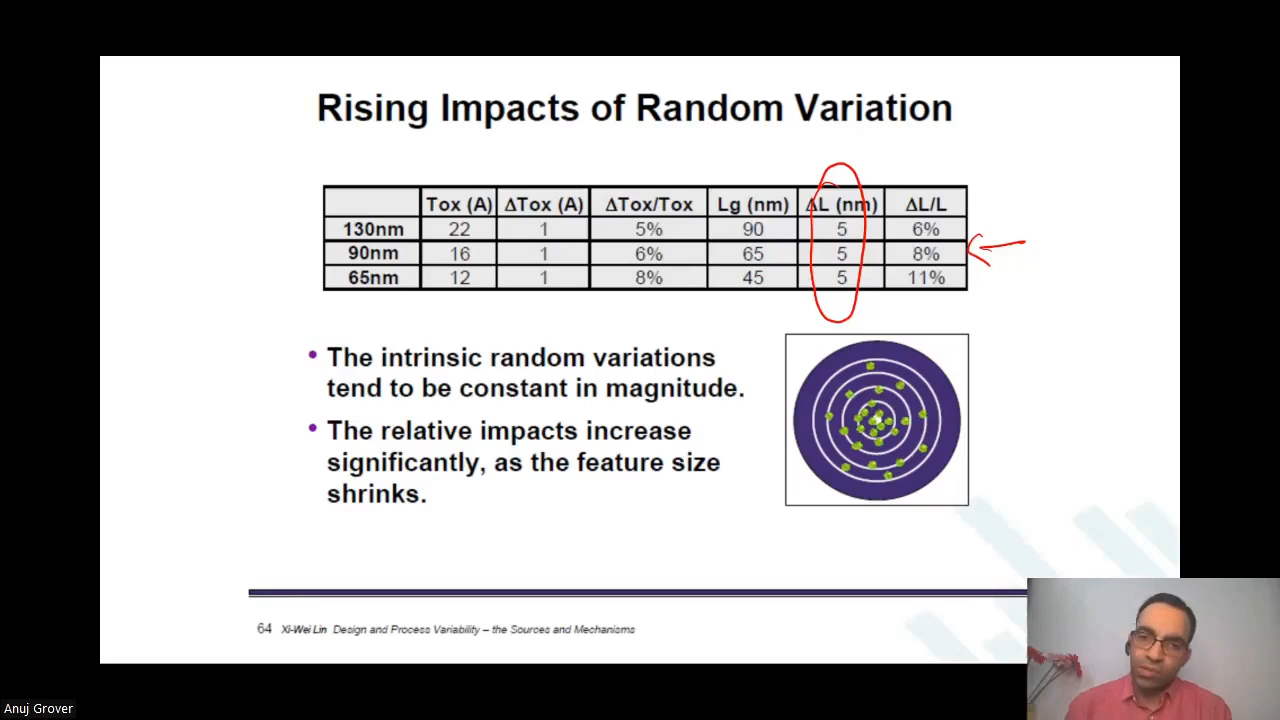 Rising Impacts of Random Variation
Tox (A) ΔTox (A) ΔTox/Tox Lg (nm) ΔL (nm) ΔL/L
130nm 22 1 5% 90 5 6%
90nm 16 1 6% 65 5 8%
65nm 12 1 8% 45 5 11%
• The intrinsic random variations
tend to be constant in magnitude.
• The relative impacts increase
significantly, as the feature size
shrinks.
64 Xi-Wei Lin Design and Process Variability – the Sources and Mechanisms
Anuj Grover